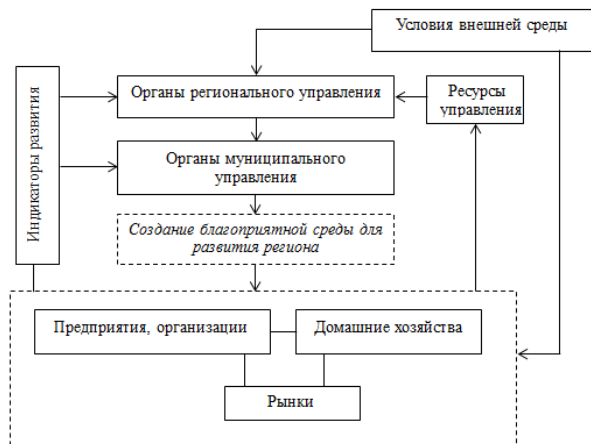 Условия внешней среды
Органы регионального управления
Ресурсы
управления
Индикаторы развития
Органы муниципального
управления
Создание благоприятной среды для
развития региона
Предприятия, организации
Домашние хозяйства
Рынки